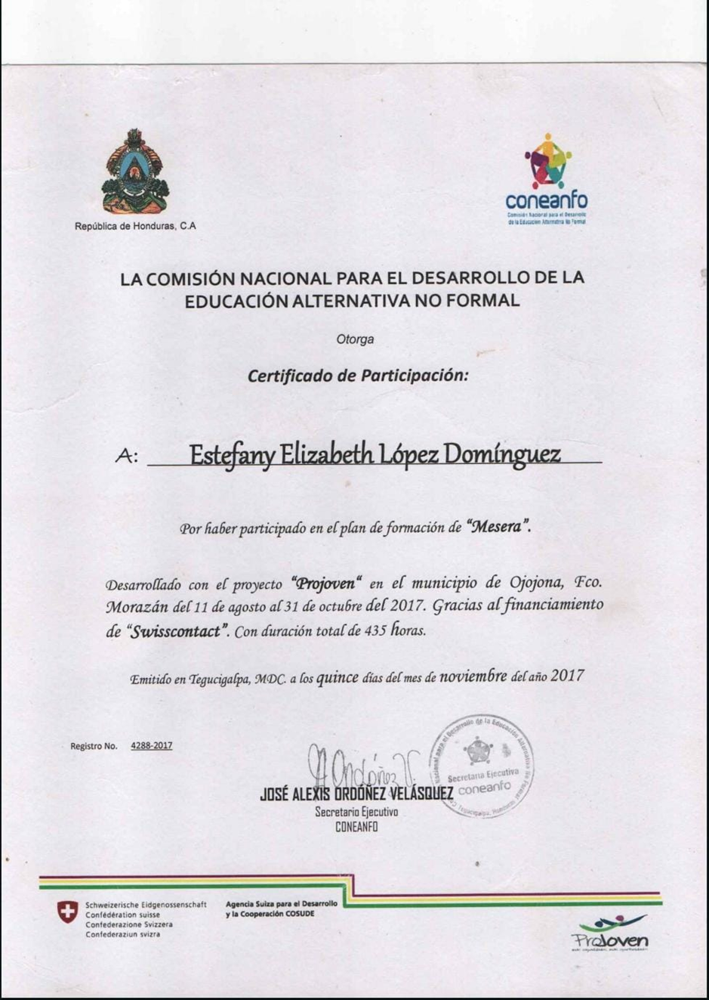 República de Honduras, C.A
coneanfo
Comisión Nacional para el Desarrollo
de la Educación Alternativa No Formal
LA COMISIÓN NACIONAL PARA EL DESARROLLO DE LA
EDUCACIÓN ALTERNATIVA NO FORMAL
Otorga
Certificado de Participación:
A: Estefany Elizabeth López Domínguez
Por haber participado en el plan de formación de “Mesera”.
Desarrollado con el proyecto “Projoven“ en el municipio de Ojojona, Fco.
Morazán del 11 de agosto al 31 de octubre del 2017. Gracias al financiamiento
de “Swisscontact”. Con duración total de 435 horas.
Emitido en Tegucigalpa, MDC. a los quince días del mes de noviembre del año 2017
Registro No. 4288-2017
Nacional para el Desarrollo de la Educación Alternativa No Formal
Secretaria Ejecutiva
coneanfo
Tegucigalpa, Honduras
A Ordóñez V.
JOSÉ ALEXIS ORDÓÑEZ VELÁSQUEZ
Secretario Ejecutivo
CONEANFO
Schweizerische Eidgenossenschaft
Confédération suisse
Confederazione Svizzera
Confederaziun svizra
Agencia Suiza para el Desarrollo
y la Cooperación COSUDE
ProJoven